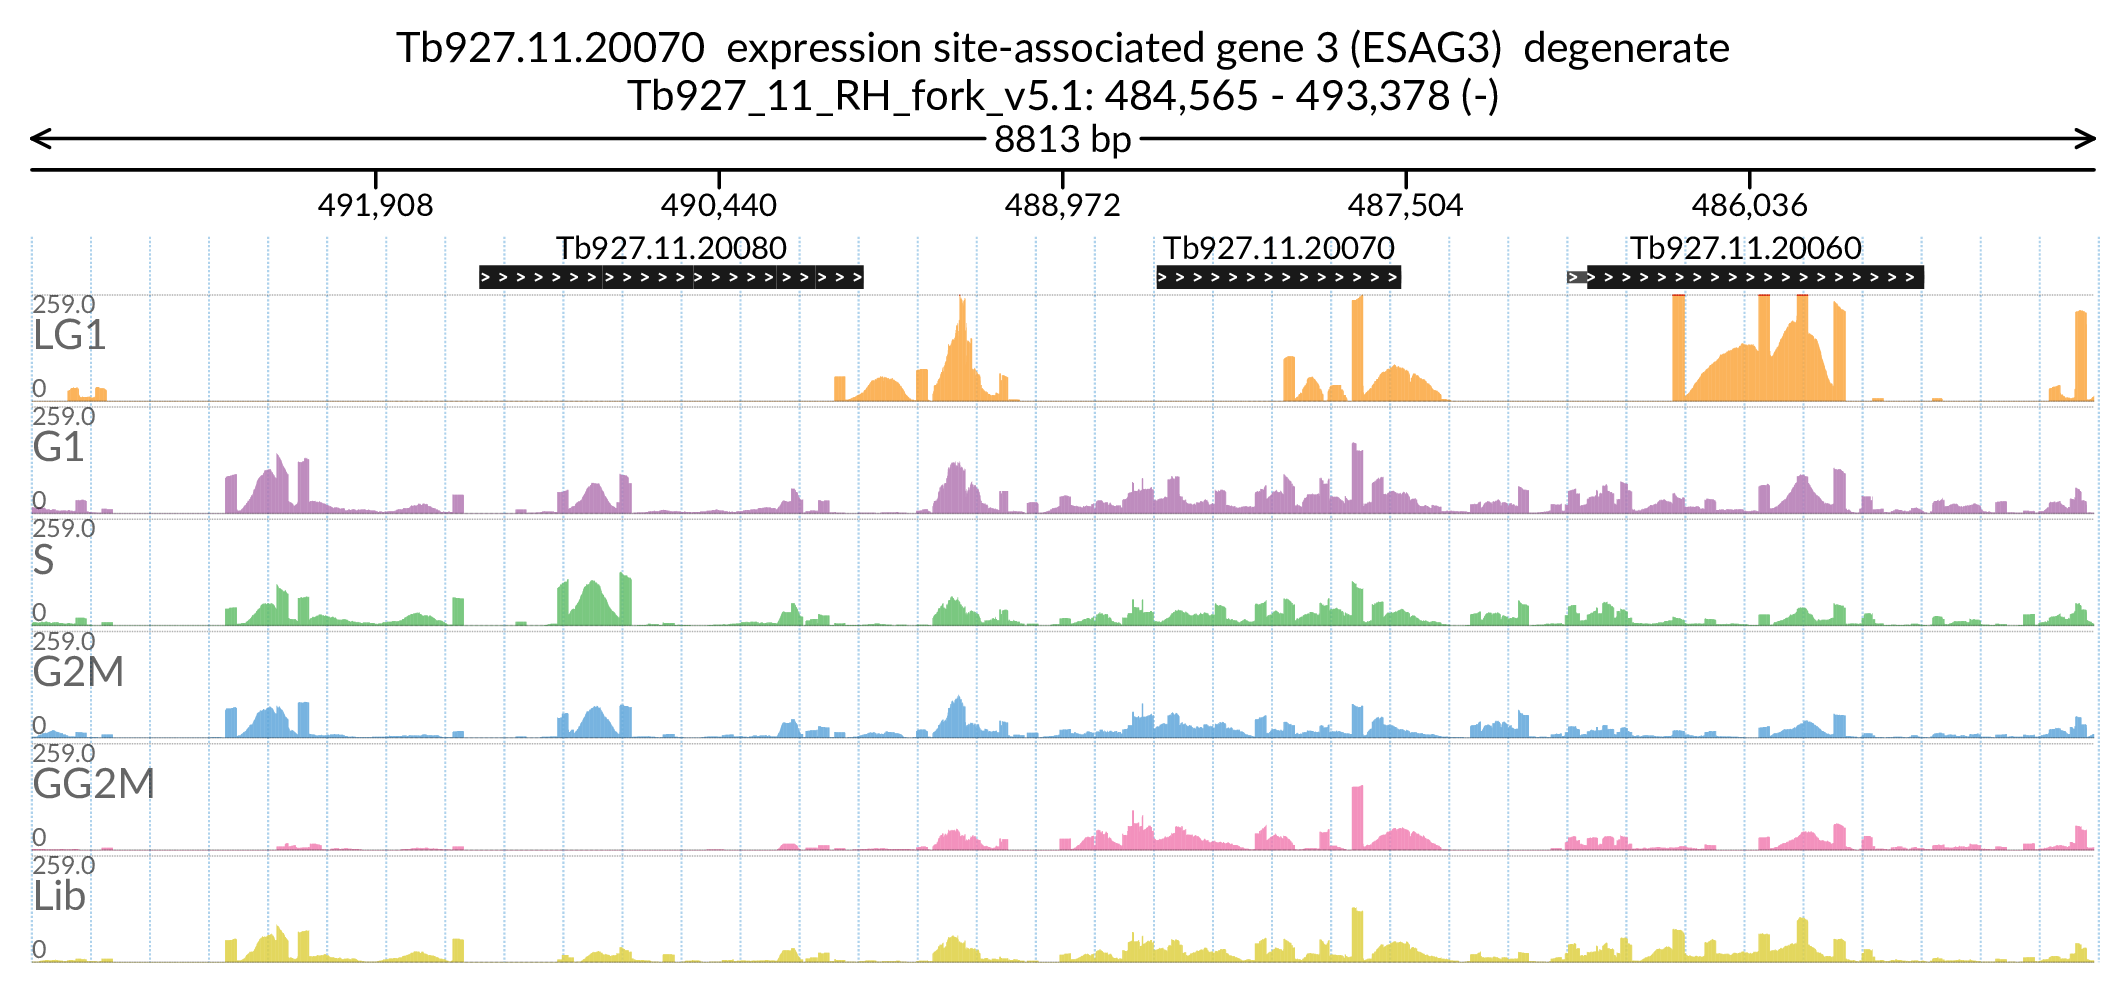 Tb927.11.20070 expression site-associated gene 3 (ESAG3) degenerate
Tb927_11_RH_fork_v5.1: 484,565 - 493,378 (-)
8813 bp
491,908 490,440 488,972 487,504 486,036
Tb927.11.20080 Tb927.11.20070 Tb927.11.20060
259.0
LG1
0
259.0
G1
0
259.0
S
0
259.0
G2M
0
259.0
GG2M
0
259.0
Lib
0